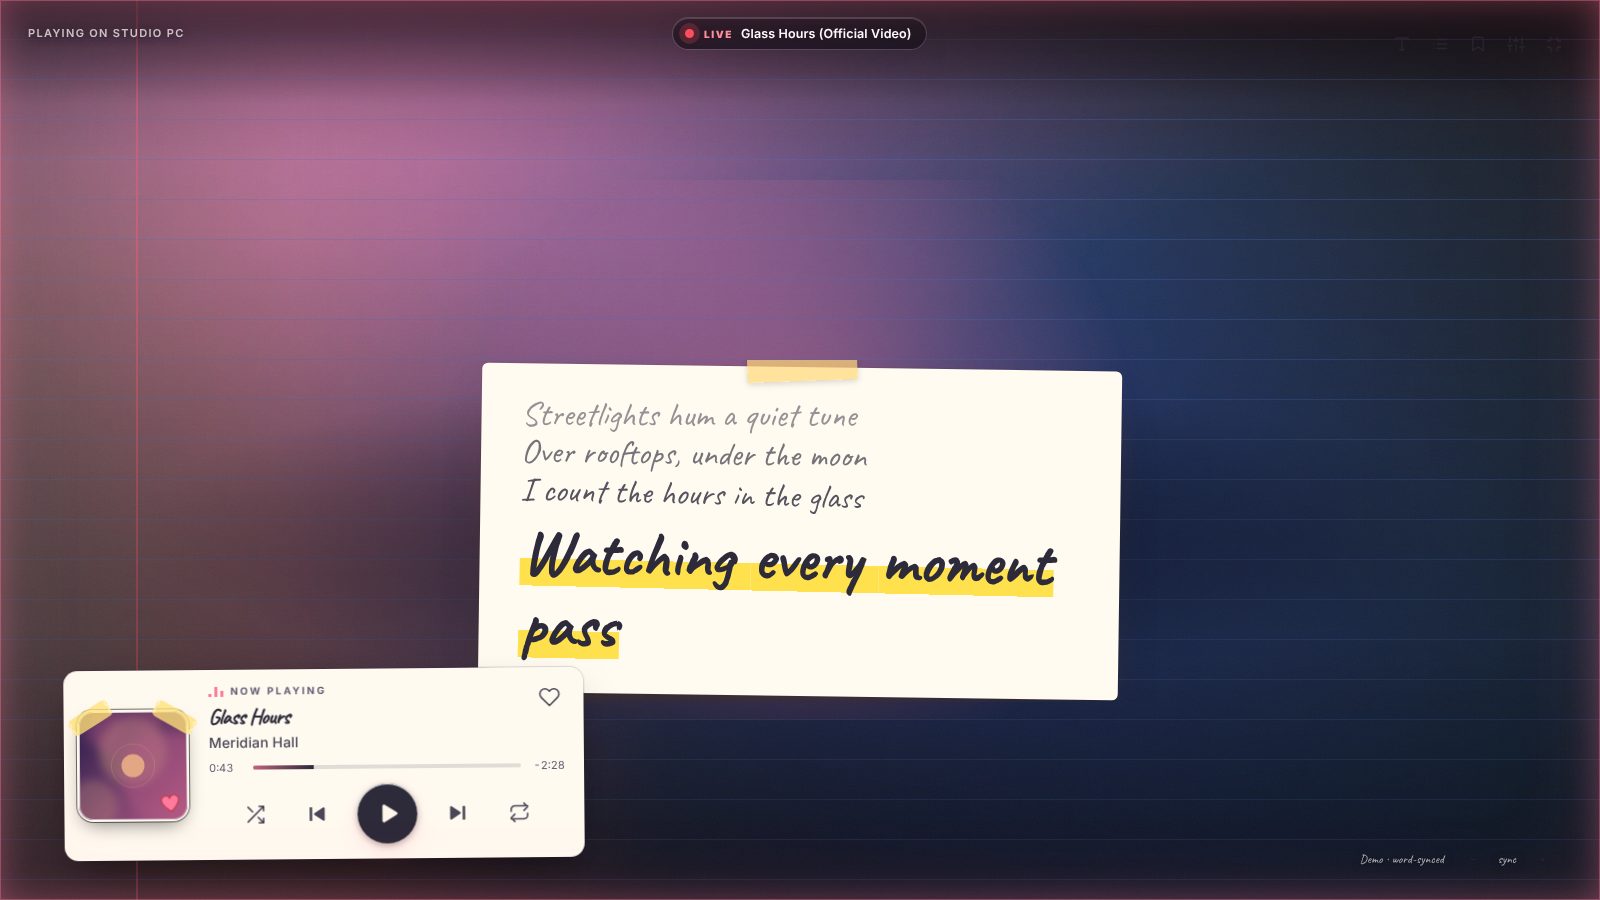 PLAYING ON STUDIO PC
LIVE Glass Hours (Official Video)
Streetlights hum a quiet tune
Over rooftops, under the moon
I count the hours in the glass
Watching every moment
pass
NOW PLAYING
Glass Hours
Meridian Hall
0:43
-2:28
Demo · word-synced
sync